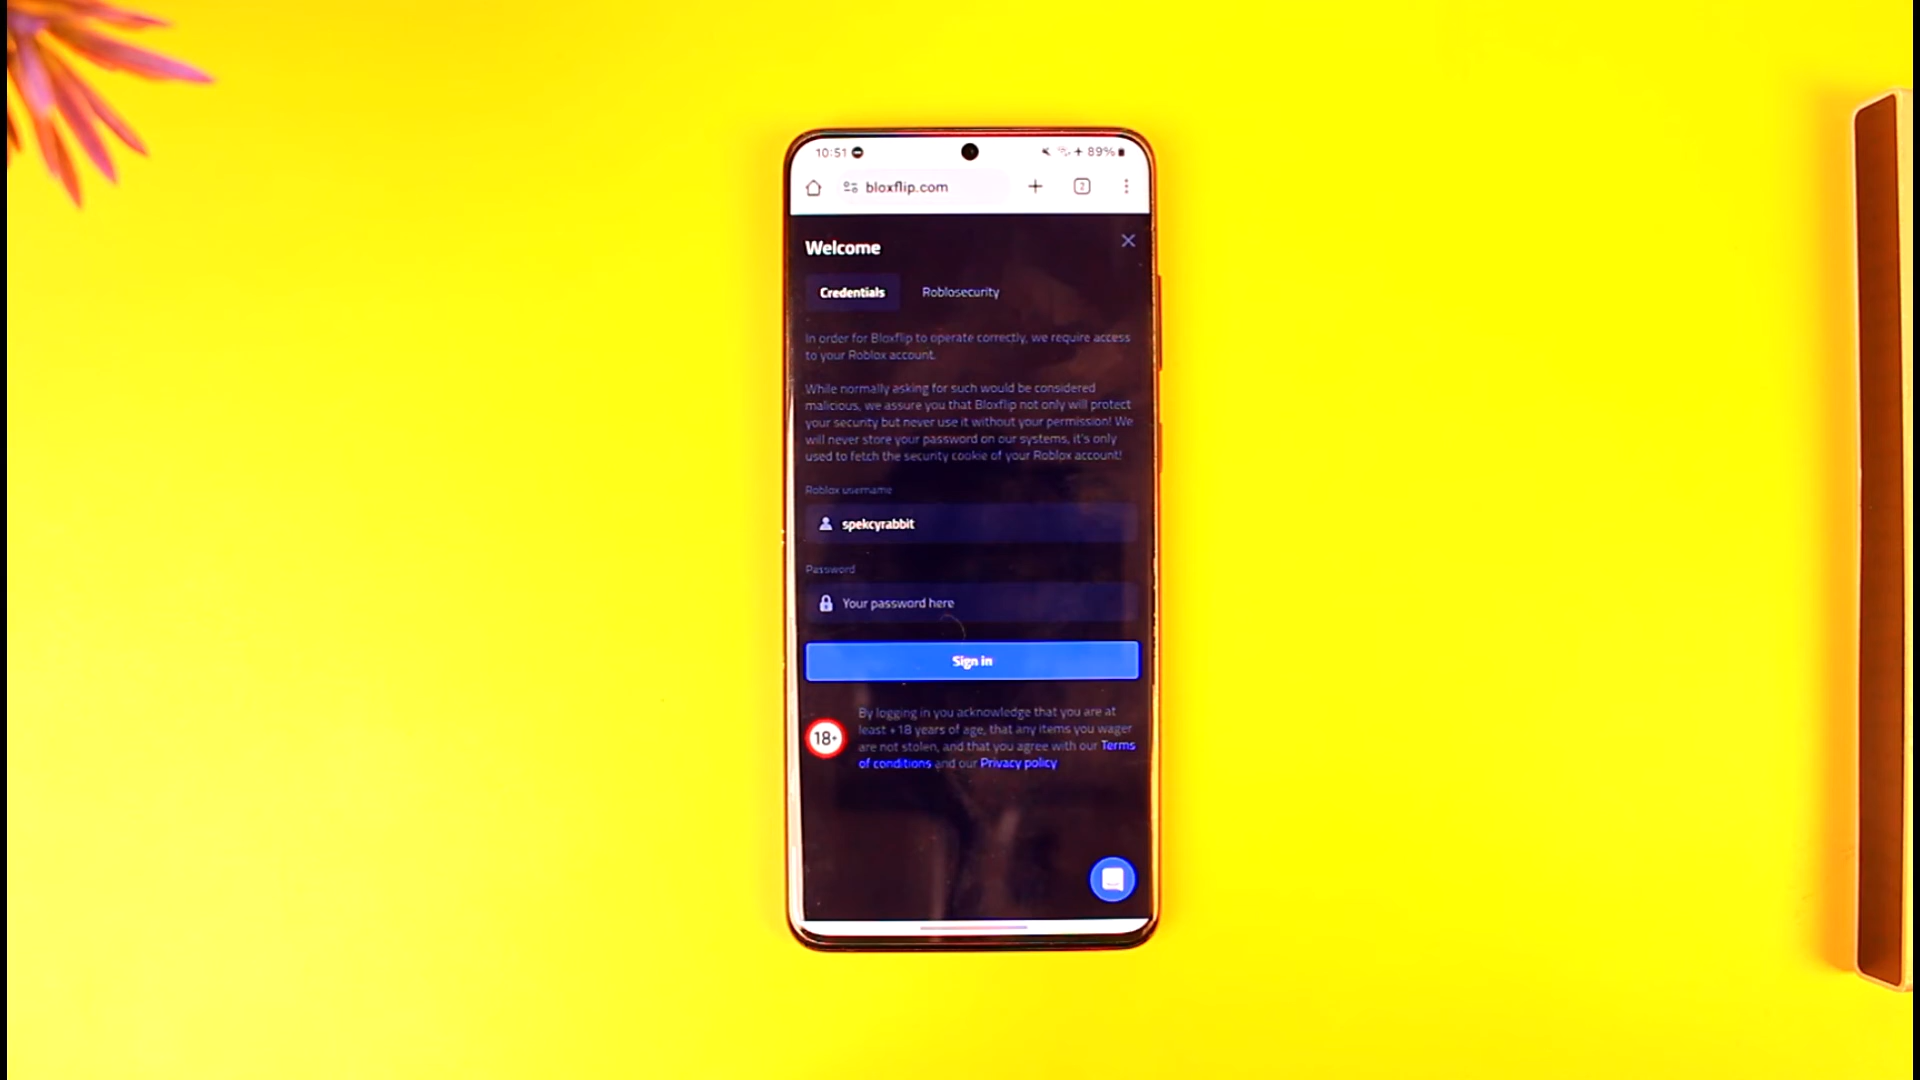 10:51 89%
bloxflip.com 2
Welcome
Credentials Roblosecurity
In order for Bloxflip to operate correctly, we require access
to your Roblox account.
While normally asking for such would be considered
malicious, we assure you that Bloxflip not only will protect
your security but never use it without your permission! We
will never store your password on our systems, it's only
used to fetch the security cookie of your Roblox account!
Roblox username
spekcyrabbit
Password
Your password here
Sign in
By logging in you acknowledge that you are at
least +18 years of age, that any items you wager
18+
are not stolen, and that you agree with our Terms
of conditions and our Privacy policy